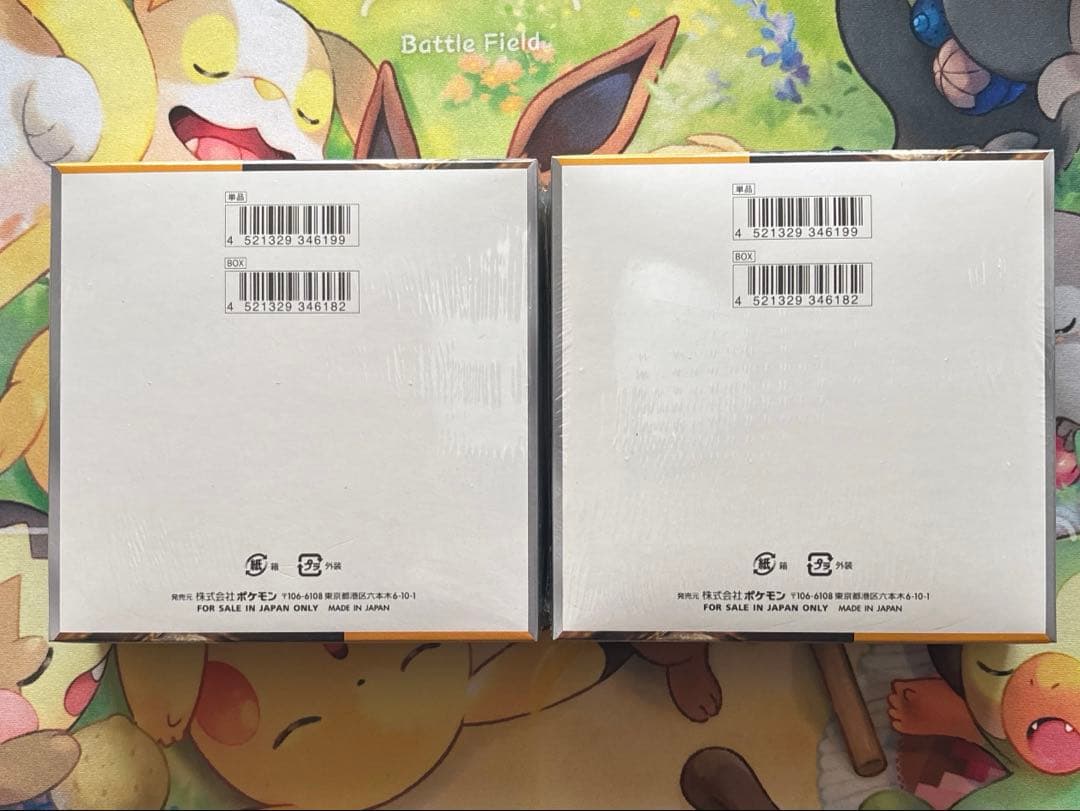 Battle Field
単品
4 521329 346199
BOX
4 521329 346182
紙 箱 プラ 外装
発売元 株式会社ポケモン 〒106-6108 東京都港区六本木6-10-1
FOR SALE IN JAPAN ONLY MADE IN JAPAN
単品
4 521329 346199
BOX
4 521329 346182
紙 箱 プラ 外装
発売元 株式会社ポケモン 〒106-6108 東京都港区六本木6-10-1
FOR SALE IN JAPAN ONLY MADE IN JAPAN